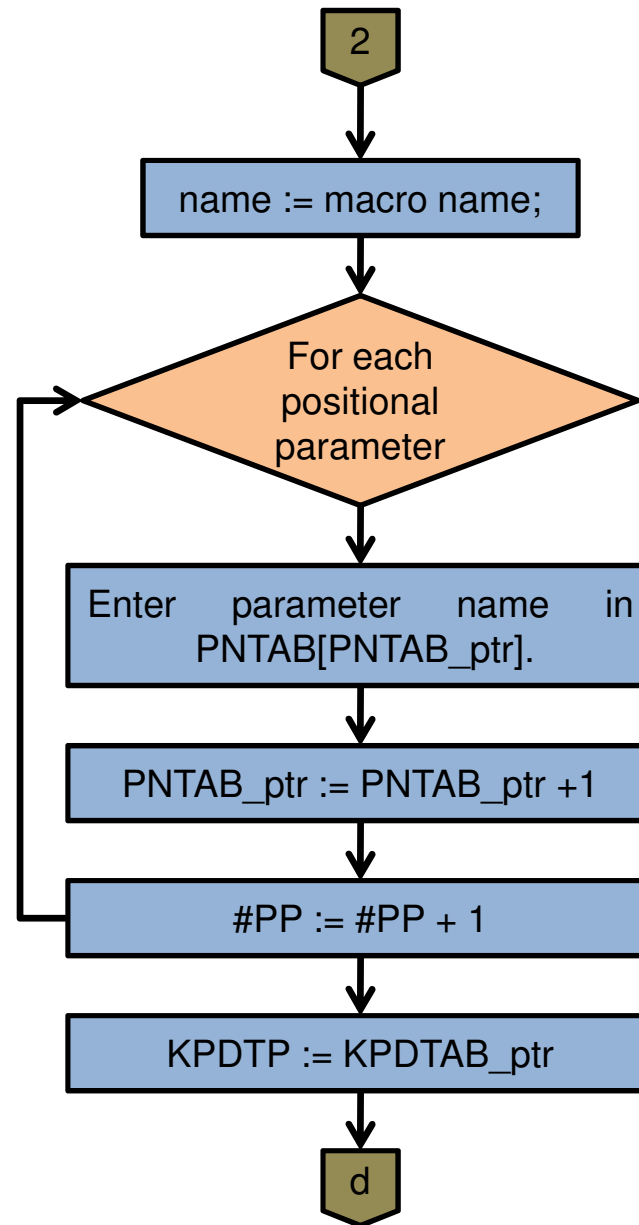 2
name := macro name;
For each
positional
parameter
Enter parameter name in
PNTAB[PNTAB_ptr].
PNTAB_ptr := PNTAB_ptr +1
#PP := #PP + 1
KPDTP := KPDTAB_ptr
d